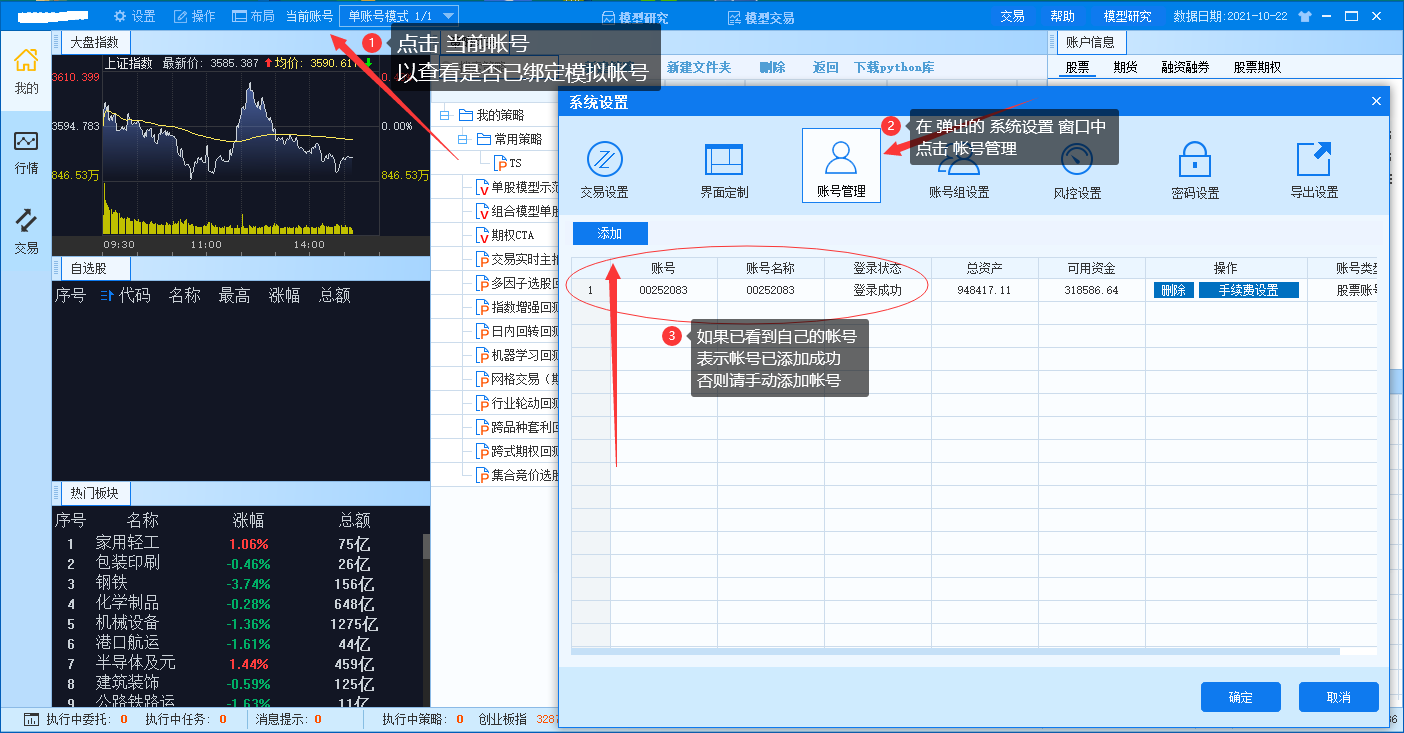 设置 操作 布局 当前账号 单账号模式 1/1 模型研究 模型交易 交易 帮助 模型研究 数据日期:2021-10-22
我的
行情
交易
大盘指数
上证指数 最新价: 3585.387 均价: 3590.617
3610.399
3594.783
0.00%
846.53万
846.53万
09:30 11:00 14:00
自选股
序号 代码 名称 最高 涨幅 总额
热门板块
序号 名称 涨幅 总额
1 家用轻工 1.06% 75亿
2 包装印刷 -0.46% 26亿
3 钢铁 -3.74% 156亿
4 化学制品 -0.28% 648亿
5 机械设备 -1.36% 1275亿
6 港口航运 -1.61% 44亿
7 半导体及元 1.44% 459亿
8 建筑装饰 -0.59% 125亿
9 公路铁路运 -1.63% 11亿
1 点击 当前帐号
以查看是否已绑定模拟帐号
新建文件夹 删除 返回 下载python库
我的策略
常用策略
TS
单股模型示范
组合模型单股
期权CTA
交易实时主推
多因子选股回
指数增强回测
日内回转回测
机器学习回测
网格交易（期
行业轮动回测
跨品种套利回
跨式期权回测
集合竞价选股
账户信息
股票 期货 融资融券 股票期权
系统设置
交易设置 界面定制 账号管理 账号组设置 风控设置 密码设置 导出设置
2 在 弹出的 系统设置 窗口中
点击 帐号管理
添加
账号 账号名称 登录状态 总资产 可用资金 操作 账号类型
1 00252083 00252083 登录成功 948417.11 318586.64 删除 手续费设置 股票账号
3 如果已看到自己的帐号
表示帐号已添加成功
否则请手动添加帐号
确定 取消
执行中委托: 0 执行中任务: 0 消息提示: 0 执行中策略: 0 创业板指 3287